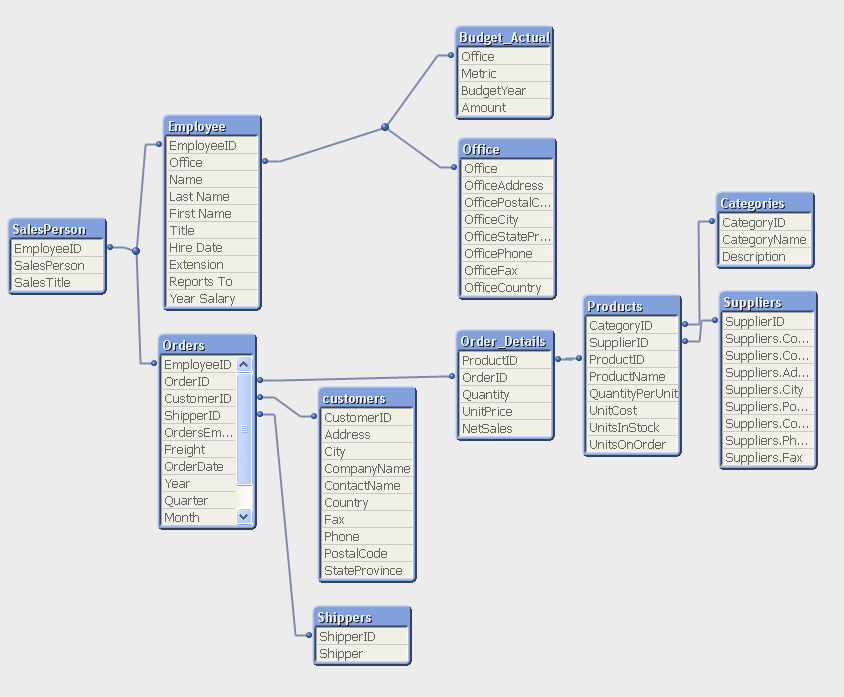 Budget_Actual
Office
Metric
BudgetYear
Amount
Employee
EmployeeID
Office
Name
Last Name
First Name
Title
Hire Date
Extension
Reports To
Year Salary
Office
Office
OfficeAddress
OfficePostalC...
OfficeCity
OfficeStatePr...
OfficePhone
OfficeFax
OfficeCountry
SalesPerson
EmployeeID
SalesPerson
SalesTitle
Categories
CategoryID
CategoryName
Description
Orders
EmployeeID
OrderID
CustomerID
ShipperID
OrdersEm...
Freight
OrderDate
Year
Quarter
Month
customers
CustomerID
Address
City
CompanyName
ContactName
Country
Fax
Phone
PostalCode
StateProvince
Order_Details
ProductID
OrderID
Quantity
UnitPrice
NetSales
Products
CategoryID
SupplierID
ProductID
ProductName
QuantityPerUnit
UnitCost
UnitsInStock
UnitsOnOrder
Suppliers
SupplierID
Suppliers.Co...
Suppliers.Co...
Suppliers.Ad...
Suppliers.City
Suppliers.Po...
Suppliers.Co...
Suppliers.Ph...
Suppliers.Fax
Shippers
ShipperID
Shipper